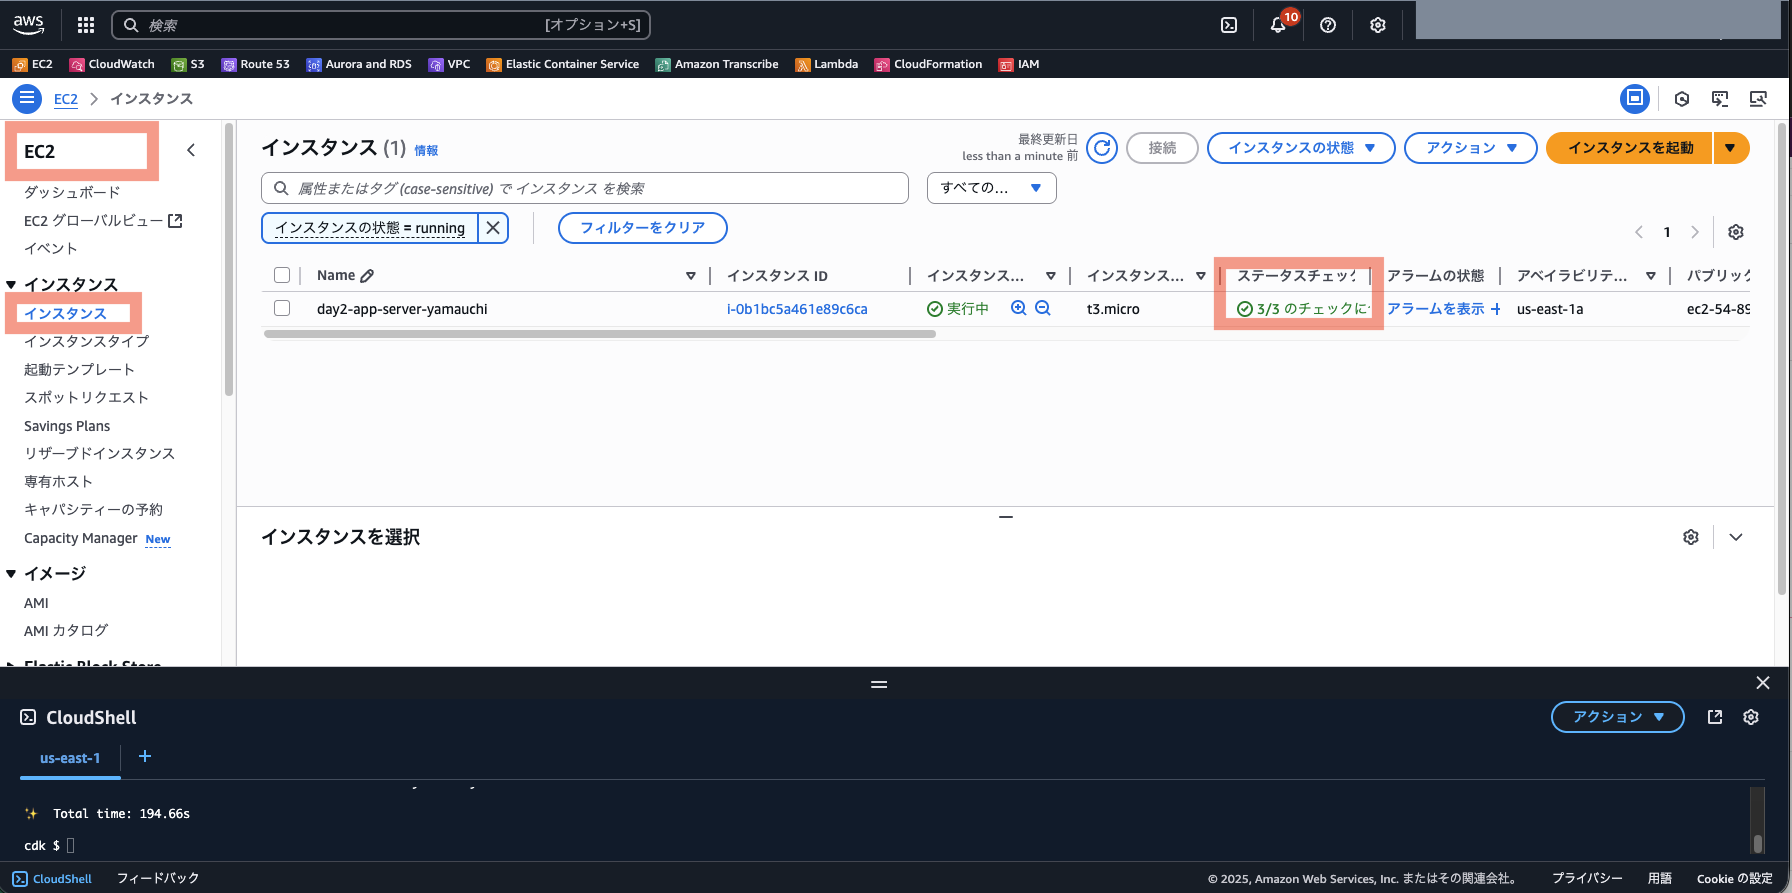 aws
検索 [オプション+S] 10
EC2 CloudWatch S3 Route 53 Aurora and RDS VPC Elastic Container Service Amazon Transcribe Lambda CloudFormation IAM
EC2 インスタンス
EC2
ダッシュボード
EC2 グローバルビュー
イベント
インスタンス
インスタンス
インスタンスタイプ
起動テンプレート
スポットリクエスト
Savings Plans
リザーブドインスタンス
専有ホスト
キャパシティーの予約
Capacity Manager New
イメージ
AMI
AMI カタログ
Elastic Block Store
インスタンス (1) 情報
最終更新日
less than a minute 前
接続 インスタンスの状態 アクション インスタンスを起動
属性またはタグ (case-sensitive) で インスタンス を検索 すべての...
インスタンスの状態 = running フィルターをクリア
1
Name インスタンス ID インスタンス... インスタンス... ステータスチェック アラームの状態 アベイラビリテ... パブリック
day2-app-server-yamauchi i-0b1bc5a461e89c6ca 実行中 t3.micro 3/3 のチェックに アラームを表示 + us-east-1a ec2-54-89
インスタンスを選択
CloudShell アクション
us-east-1 +
✨ Total time: 194.66s
cdk $
CloudShell フィードバック © 2025, Amazon Web Services, Inc. またはその関連会社。 プライバシー 用語 Cookie の設定